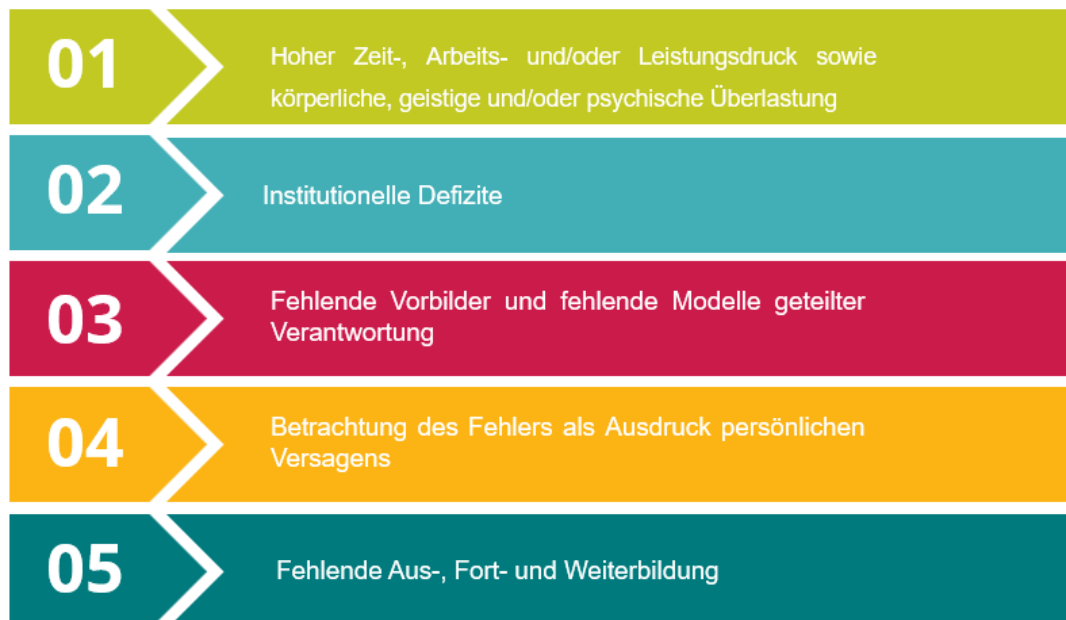 01
Hoher Zeit-, Arbeits- und/oder Leistungsdruck sowie
körperliche, geistige und/oder psychische Überlastung
02
Institutionelle Defizite
03
Fehlende Vorbilder und fehlende Modelle geteilter
Verantwortung
04
Betrachtung des Fehlers als Ausdruck persönlichen
Versagens
05
Fehlende Aus-, Fort- und Weiterbildung